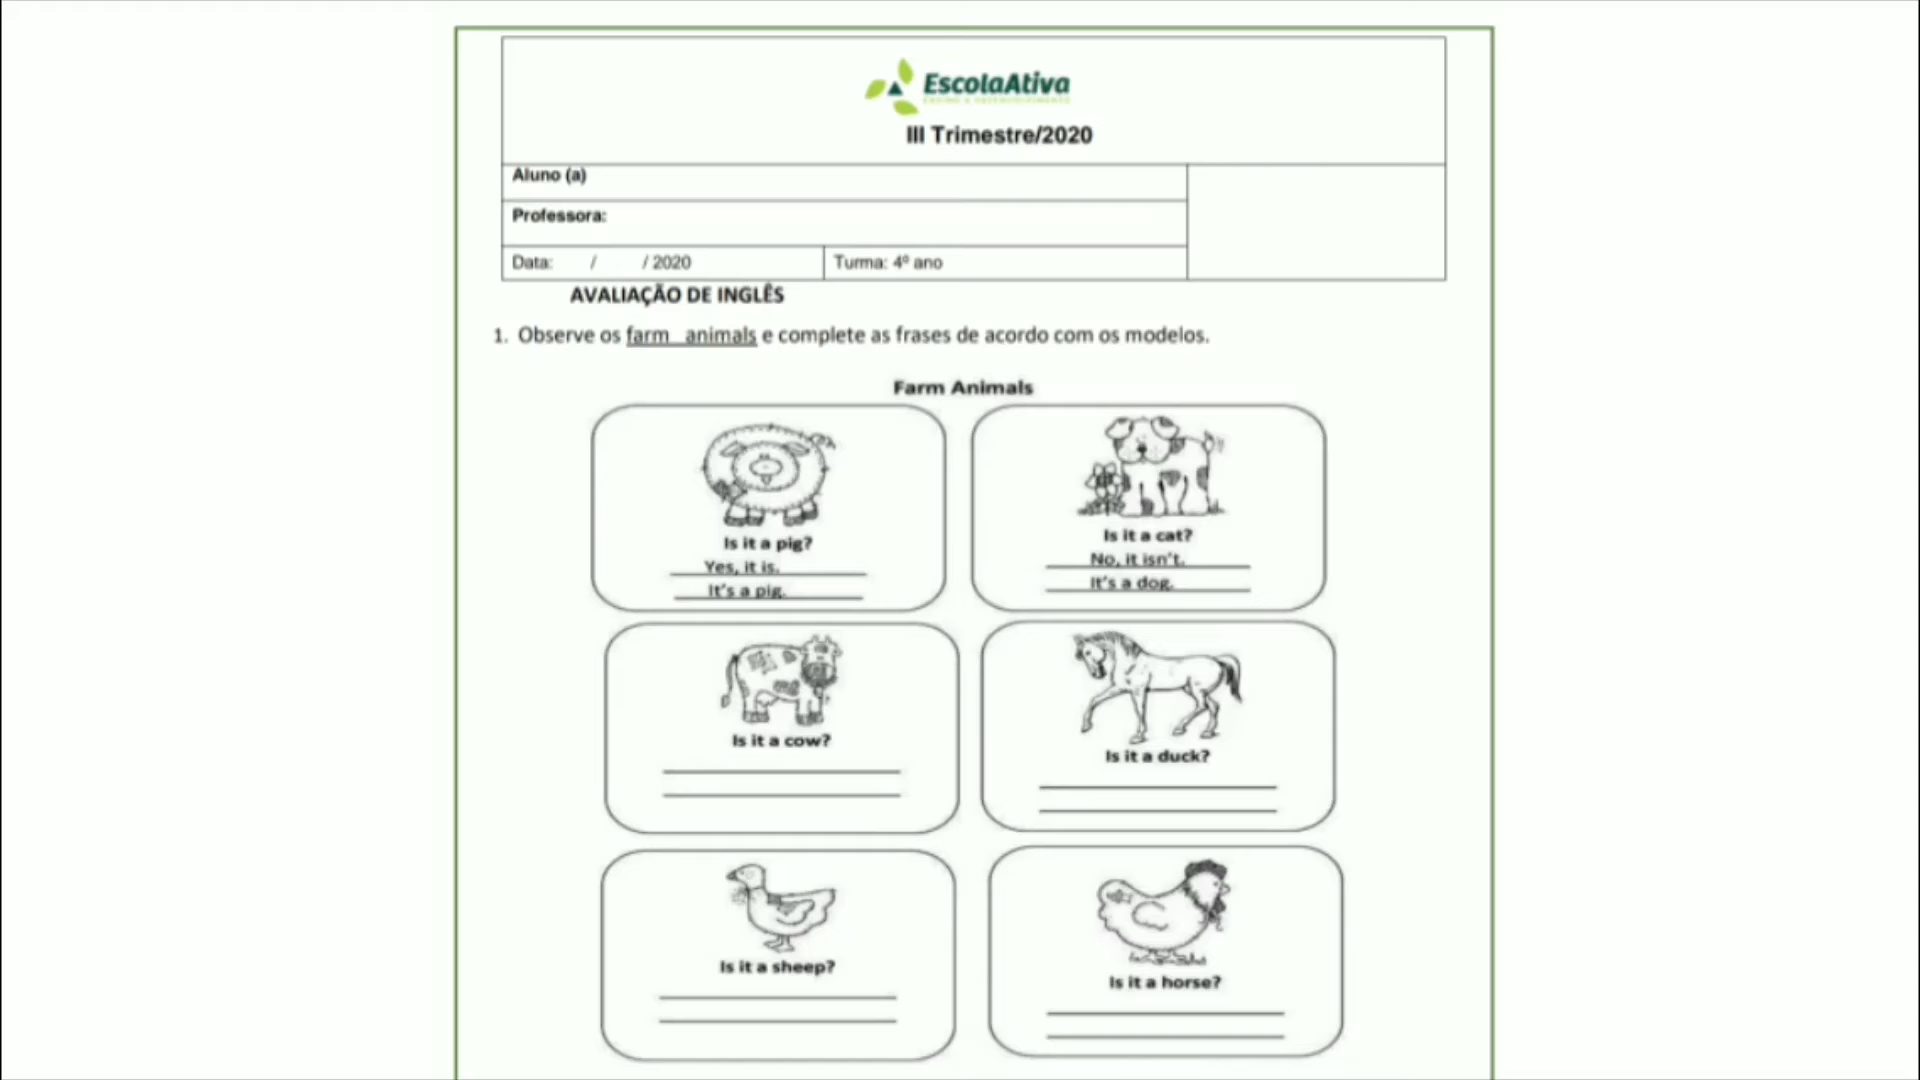 EscolaAtiva
III Trimestre/2020
Aluno (a)
Professora:
Data: / / 2020
Turma: 4º ano
AVALIAÇÃO DE INGLÊS
1. Observe os farm animals e complete as frases de acordo com os modelos.
Farm Animals
Is it a pig?
Yes, it is.
It's a pig.
Is it a cat?
No, it isn't.
It's a dog.
Is it a cow?
Is it a duck?
Is it a sheep?
Is it a horse?